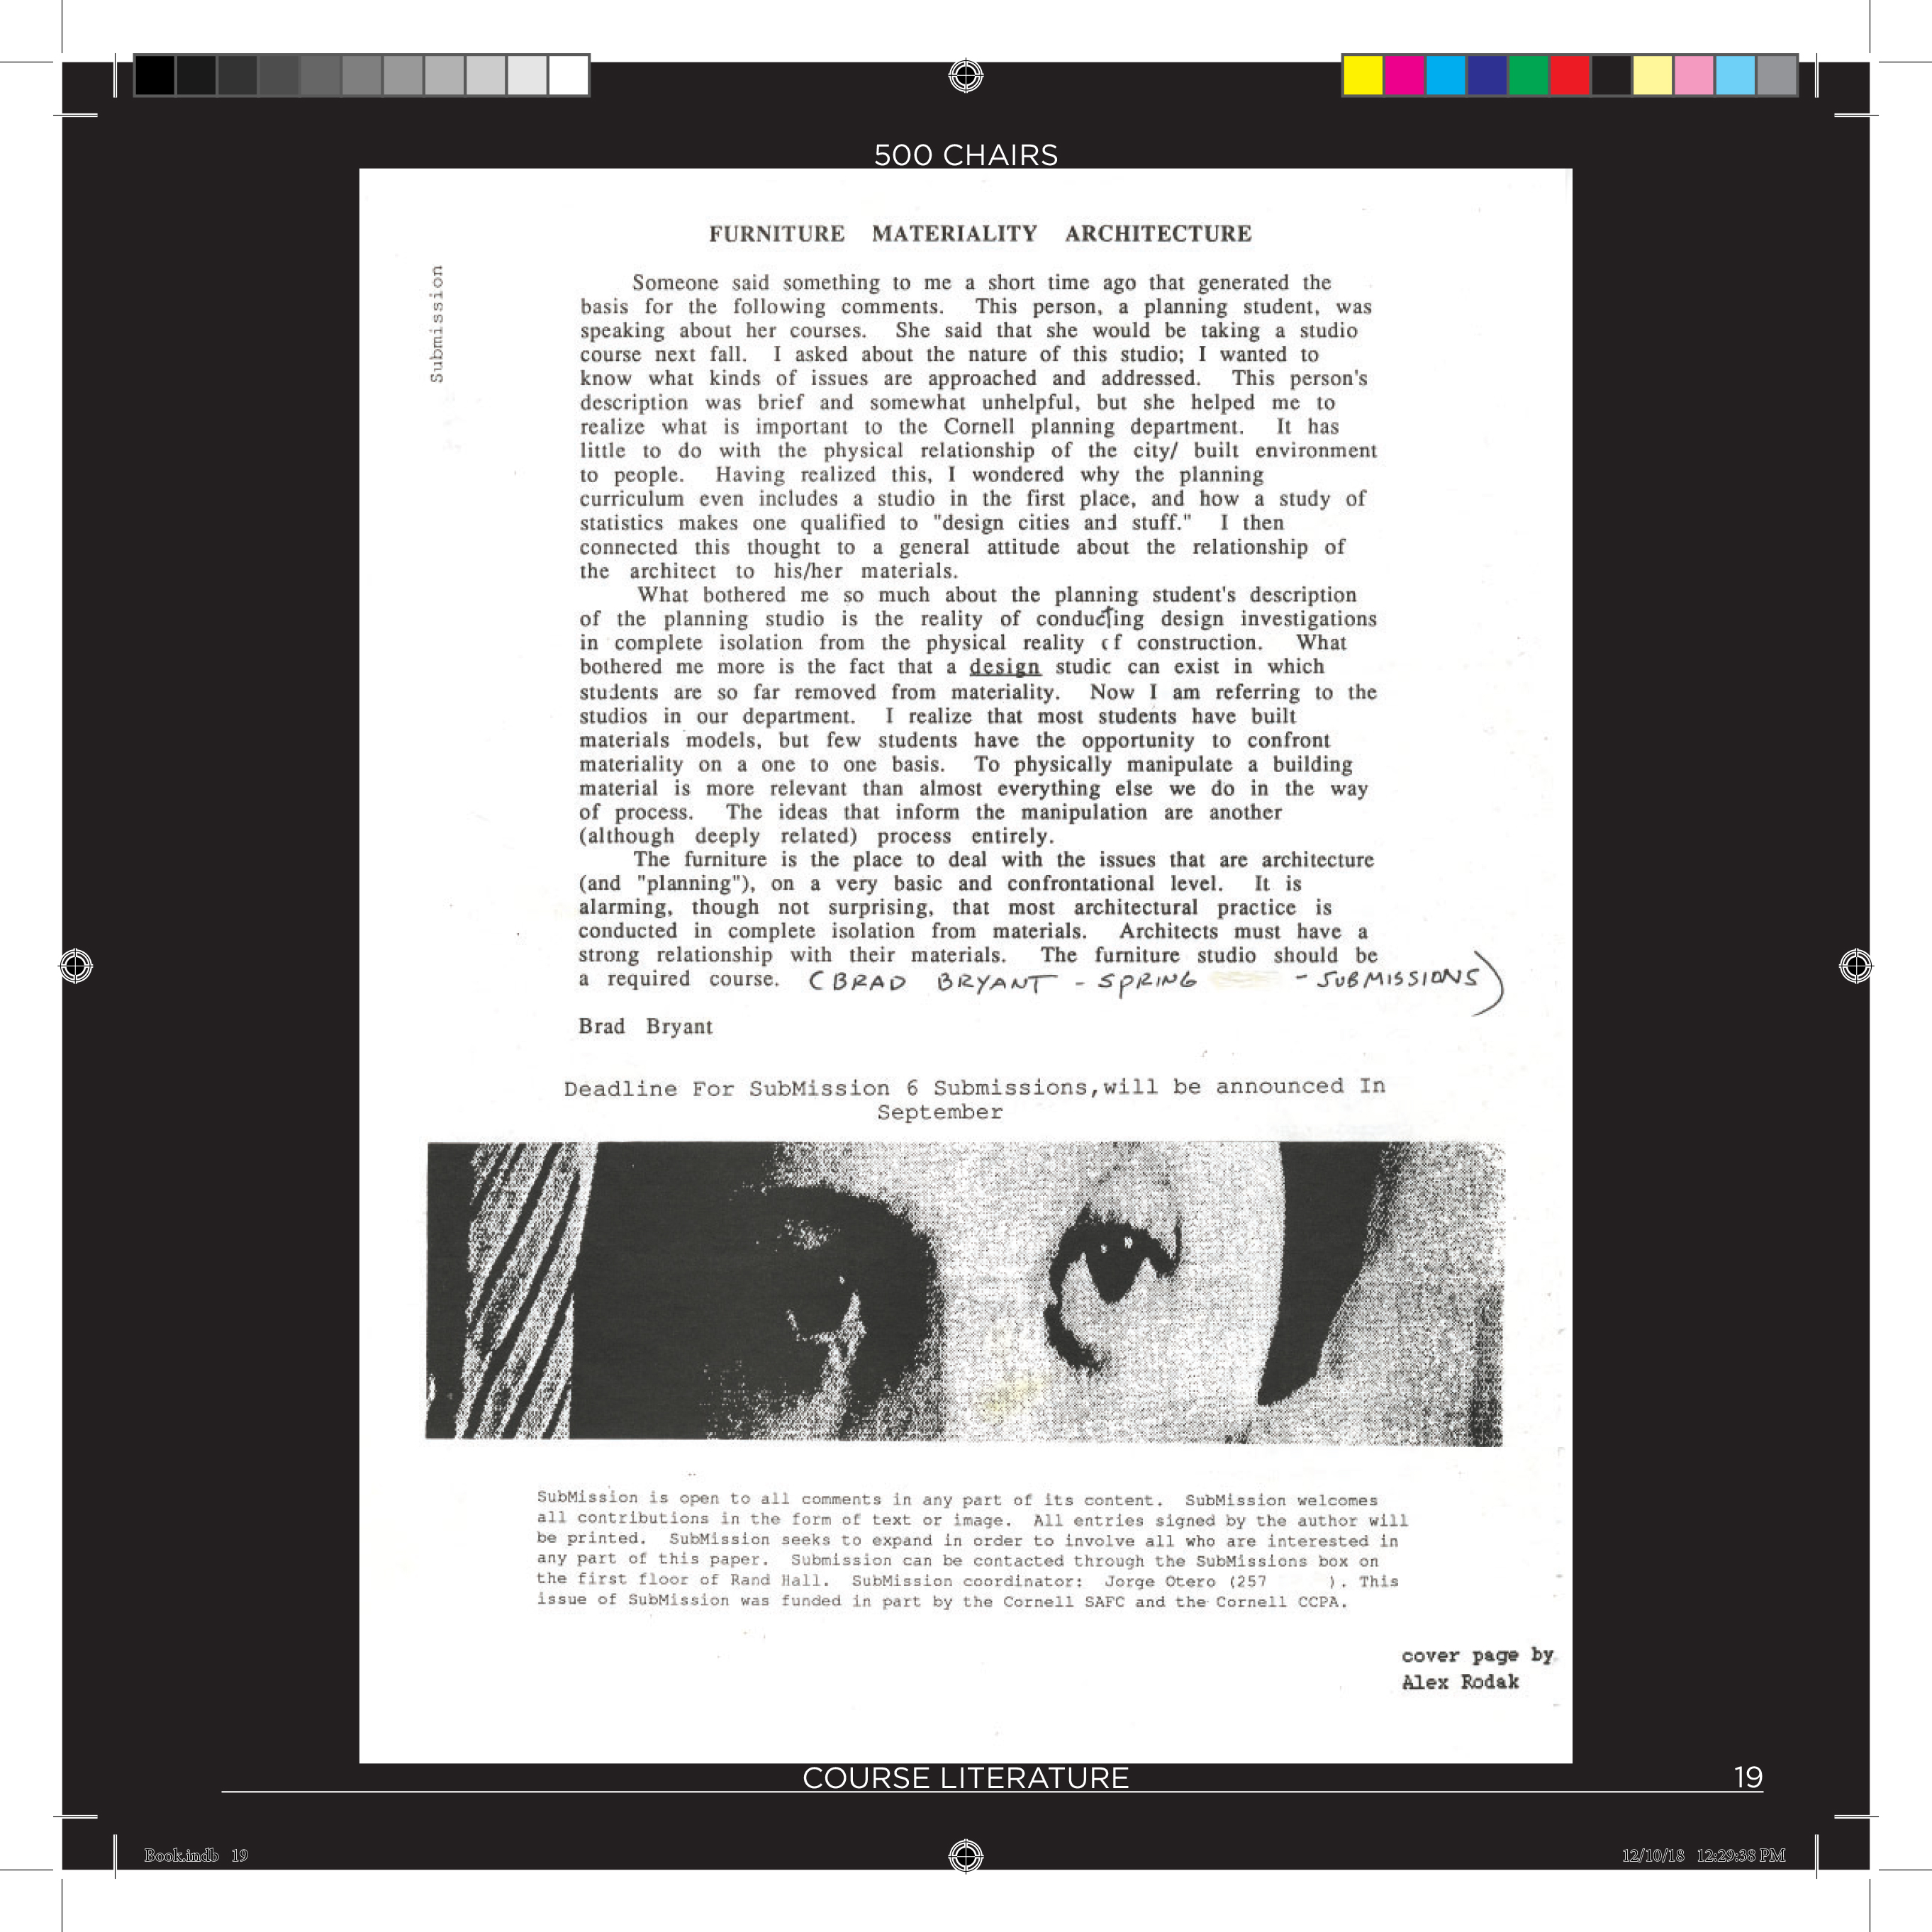 500 CHAIRS
Submission
FURNITURE MATERIALITY ARCHITECTURE
Someone said something to me a short time ago that generated the
basis for the following comments. This person, a planning student, was
speaking about her courses. She said that she would be taking a studio
course next fall. I asked about the nature of this studio; I wanted to
know what kinds of issues are approached and addressed. This person's
description was brief and somewhat unhelpful, but she helped me to
realize what is important to the Cornell planning department. It has
little to do with the physical relationship of the city/ built environment
to people. Having realized this, I wondered why the planning
curriculum even includes a studio in the first place, and how a study of
statistics makes one qualified to "design cities and stuff." I then
connected this thought to a general attitude about the relationship of
the architect to his/her materials.
What bothered me so much about the planning student's description
of the planning studio is the reality of conducting design investigations
in complete isolation from the physical reality of construction. What
bothered me more is the fact that a design studio can exist in which
students are so far removed from materiality. Now I am referring to the
studios in our department. I realize that most students have built
materials models, but few students have the opportunity to confront
materiality on a one to one basis. To physically manipulate a building
material is more relevant than almost everything else we do in the way
of process. The ideas that inform the manipulation are another
(although deeply related) process entirely.
The furniture is the place to deal with the issues that are architecture
(and "planning"), on a very basic and confrontational level. It is
alarming, though not surprising, that most architectural practice is
conducted in complete isolation from materials. Architects must have a
strong relationship with their materials. The furniture studio should be
a required course. (BRAD BRYANT - SPRING - SUBMISSIONS)
Brad Bryant
Deadline For SubMission 6 Submissions,will be announced In
September
SubMission is open to all comments in any part of its content. SubMission welcomes
all contributions in the form of text or image. All entries signed by the author will
be printed. SubMission seeks to expand in order to involve all who are interested in
any part of this paper. Submission can be contacted through the SubMissions box on
the first floor of Rand Hall. SubMission coordinator: Jorge Otero (257 ). This
issue of SubMission was funded in part by the Cornell SAFC and the Cornell CCPA.
cover page by
Alex Rodak
COURSE LITERATURE
19
Book.indb 19
12/10/18 12:29:38 PM